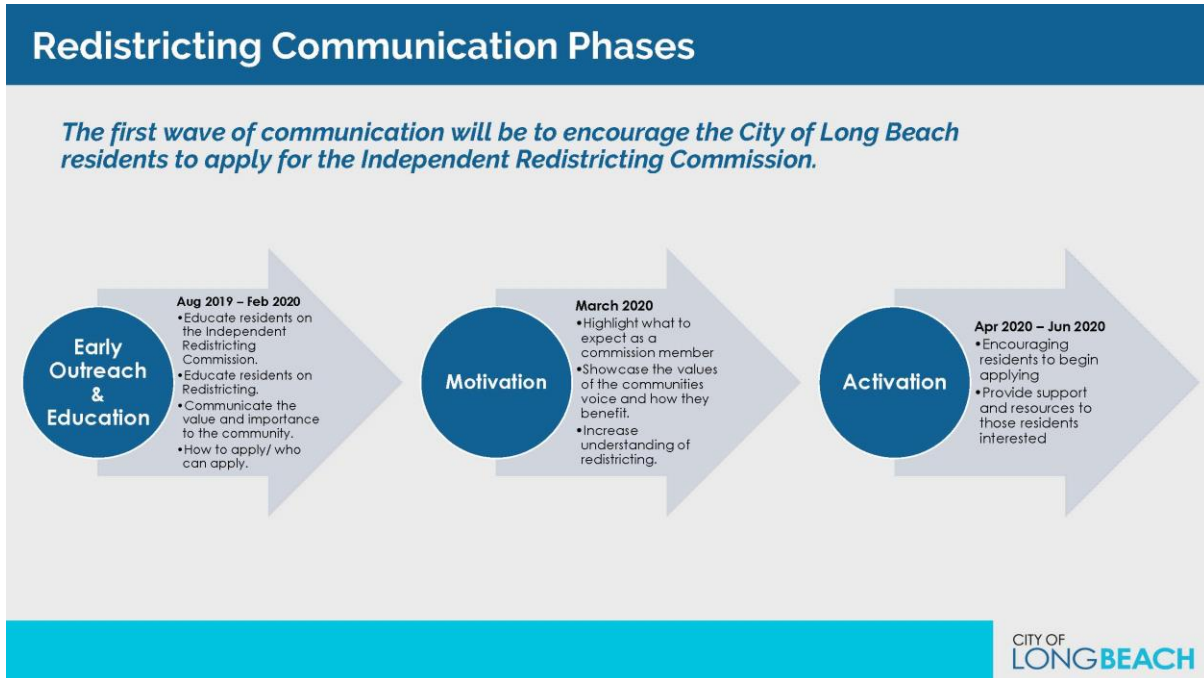 Redistricting Communication Phases
The first wave of communication will be to encourage the City of Long Beach
residents to apply for the Independent Redistricting Commission.
Early
Outreach
&
Education
Aug 2019 – Feb 2020
•Educate residents on
the Independent
Redistricting
Commission.
•Educate residents on
Redistricting.
•Communicate the
value and importance
to the community.
•How to apply/ who
can apply.
Motivation
March 2020
•Highlight what to
expect as a
commission member
•Showcase the values
of the communities
voice and how they
benefit.
•Increase
understanding of
redistricting.
Activation
Apr 2020 – Jun 2020
•Encouraging
residents to begin
applying
•Provide support
and resources to
those residents
interested
CITY OF
LONGBEACH